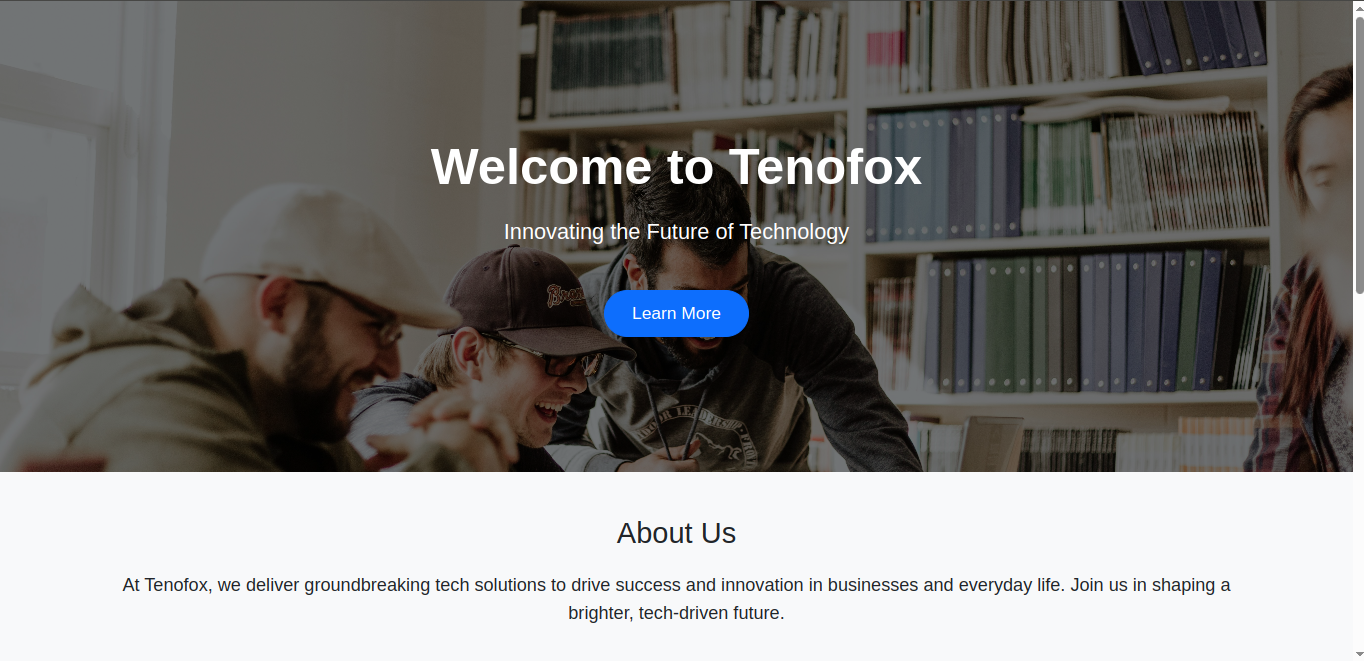 Welcome to Tenofox
Innovating the Future of Technology
Learn More
About Us
At Tenofox, we deliver groundbreaking tech solutions to drive success and innovation in businesses and everyday life. Join us in shaping a
brighter, tech-driven future.